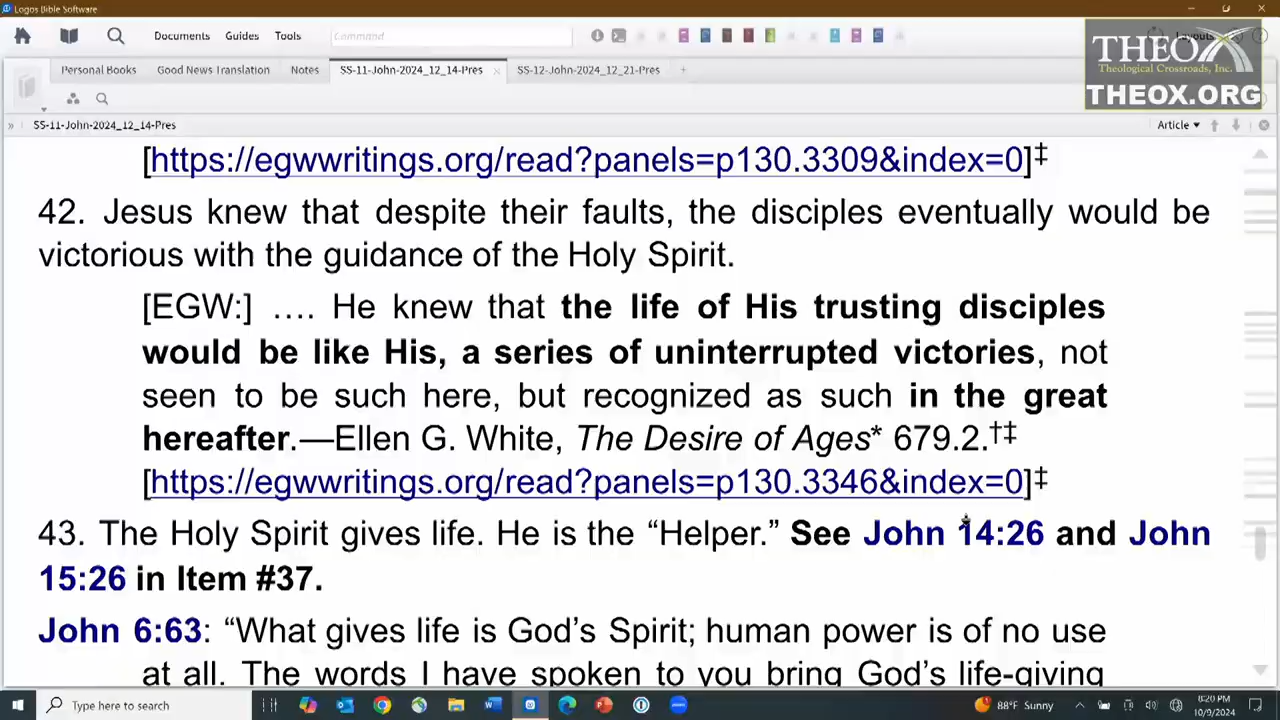 Logos Bible Software
Documents Guides Tools Command Layouts
THEOX
Theological Crossroads, Inc.
THEOX.ORG
Personal Books Good News Translation Notes SS-11-John-2024_12_14-Pres SS-12-John-2024_12_21-Pres
SS-11-John-2024_12_14-Pres Article
[https://egwwritings.org/read?panels=p130.3309&index=0]‡
42. Jesus knew that despite their faults, the disciples eventually would be
victorious with the guidance of the Holy Spirit.
[EGW:] …. He knew that the life of His trusting disciples
would be like His, a series of uninterrupted victories, not
seen to be such here, but recognized as such in the great
hereafter.—Ellen G. White, The Desire of Ages* 679.2.†‡
[https://egwwritings.org/read?panels=p130.3346&index=0]‡
43. The Holy Spirit gives life. He is the “Helper.” See John 14:26 and John
15:26 in Item #37.
John 6:63: “What gives life is God’s Spirit; human power is of no use
at all. The words I have spoken to you bring God’s life-giving
Type here to search 88°F Sunny 8:20 PM
10/9/2024